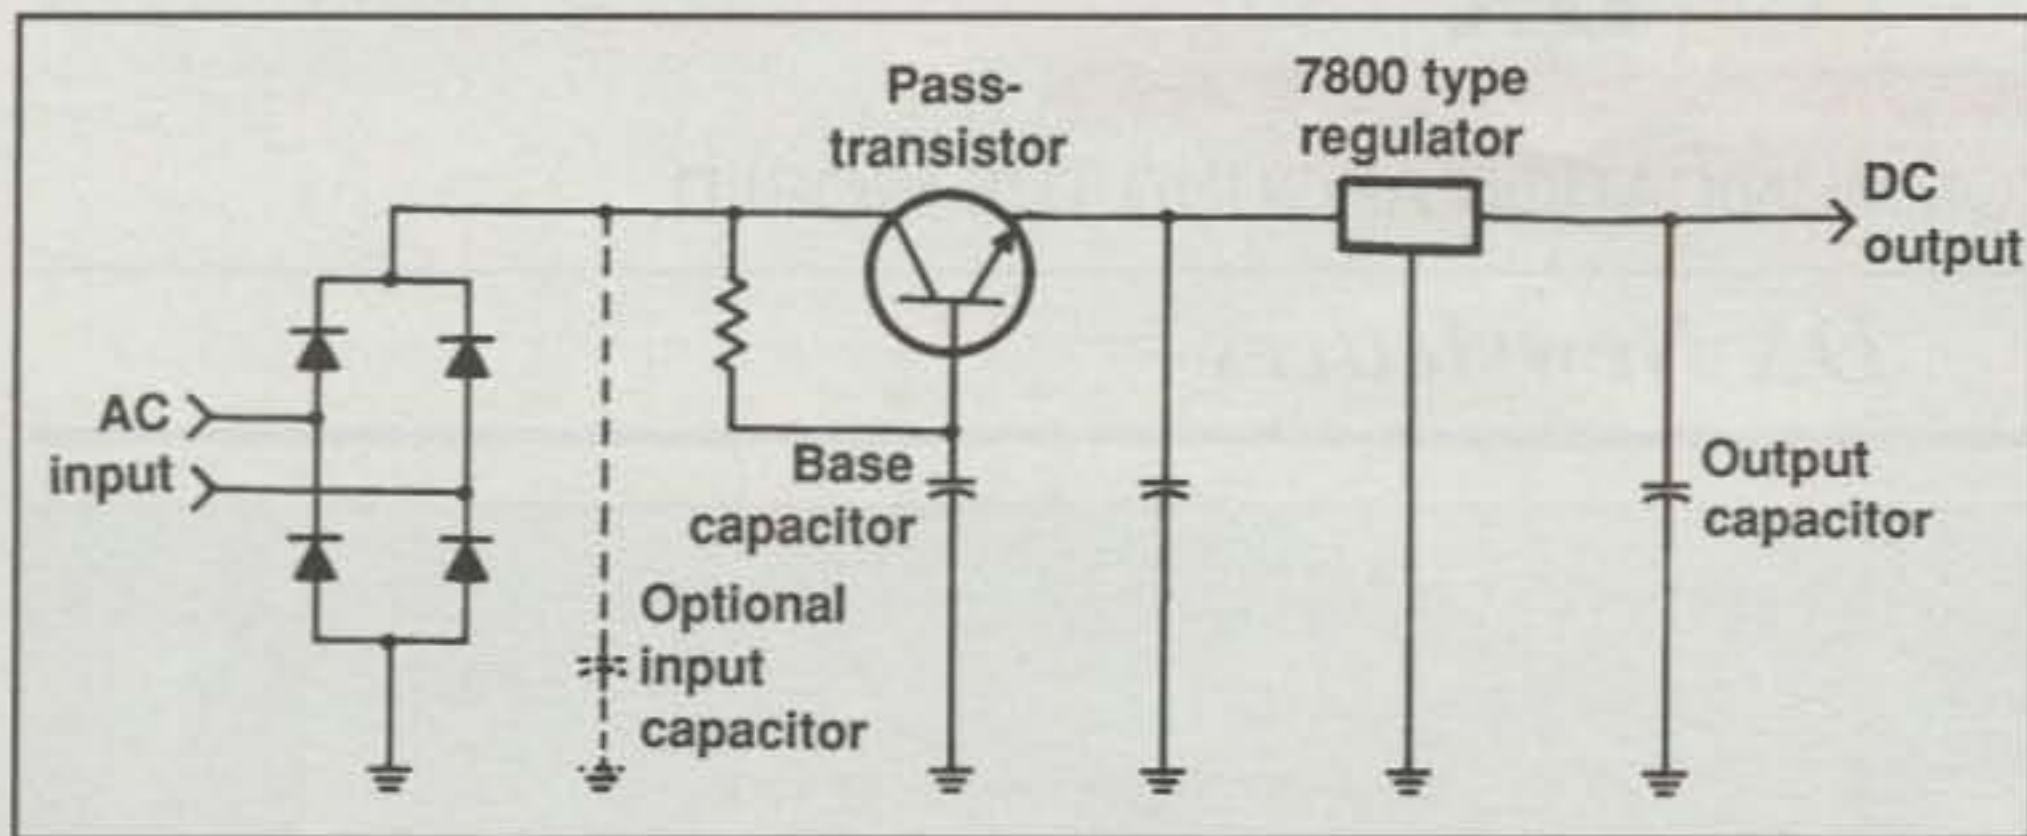 Pass-
transistor
7800 type
regulator
DC
output
AC
input
Base
capacitor
Optional
input
capacitor
Output
capacitor